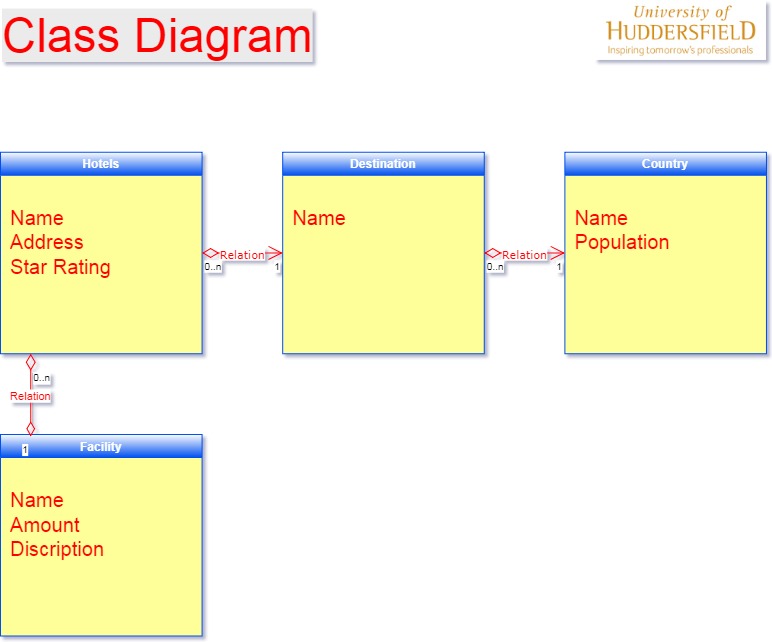 Class Diagram
University of
HUDDERSFIELD
Inspiring tomorrow's professionals
Hotels
Name
Address
Star Rating
Relation
0..n
1
Destination
Name
Relation
0..n
1
Country
Name
Population
0..n
Relation
1
Facility
Name
Amount
Discription